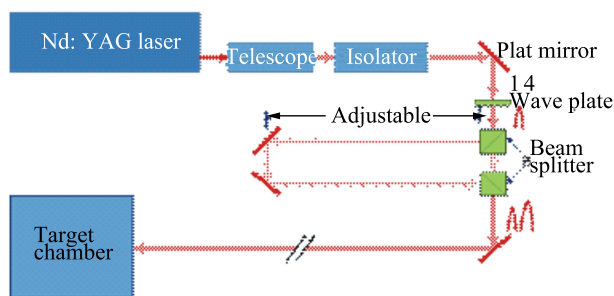 Nd: YAG laser
Telescope
Isolator
Plat mirror
1 4
Wave plate
Adjustable
Beam
splitter
Target
chamber